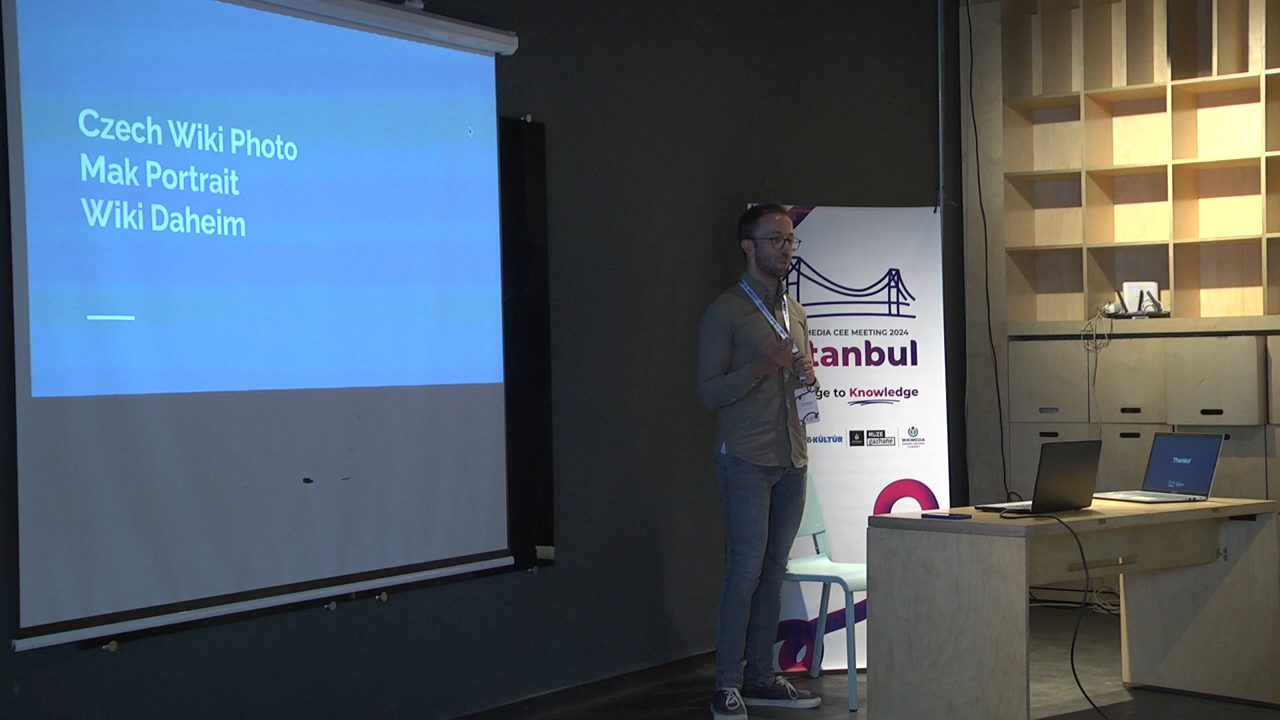 Czech Wiki Photo
Mak Portrait
Wiki Daheim
MEDIA CEE MEETING 2024
tanbul
ge to Knowledge
KÜLTÜR
MÜZE
gazhane
WIKIMEDIA
Thanks!